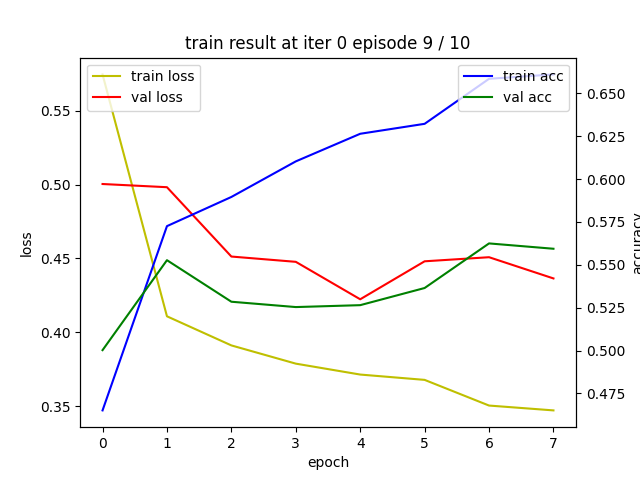 train result at iter 0 episode 9 / 10
train loss
val loss
train acc
val acc
0.55
0.50
0.45
0.40
0.35
loss
0.650
0.625
0.600
0.575
0.550
0.525
0.500
0.475
accuracy
0 1 2 3 4 5 6 7
epoch